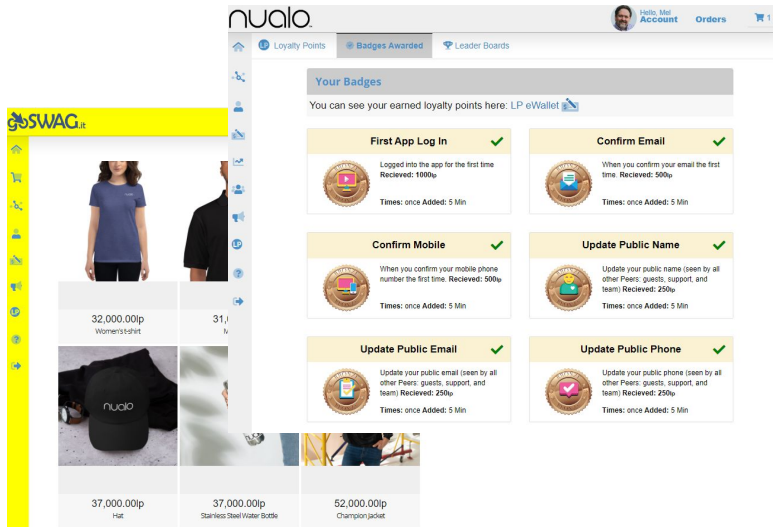 nualo.
Hello, Mel
Account
Orders
1
LP Loyalty Points
Badges Awarded
Leader Boards
Your Badges
You can see your earned loyalty points here: LP eWallet
First App Log In
Logged into the app for the first time
Recieved: 1000lp
Times: once Added: 5 Min
Confirm Email
When you confirm your email the first
time. Recieved: 500lp
Times: once Added: 5 Min
Confirm Mobile
When you confirm your mobile phone
number the first time. Recieved: 500lp
Times: once Added: 5 Min
Update Public Name
Update your public name (seen by all
other Peers: guests, support, and
team) Recieved: 250lp
Times: once Added: 5 Min
Update Public Email
Update your public email (seen by all
other Peers: guests, support, and
team) Recieved: 250lp
Times: once Added: 5 Min
Update Public Phone
Update your public phone (seen by all
other Peers: guests, support, and
team) Recieved: 250lp
Times: once Added: 5 Min
LP
?
goSWAG.it
LP
?
32,000.00lp
Women's t-shirt
31,
M
nualo
37,000.00lp
Hat
37,000.00lp
Stainless Steel Water Bottle
52,000.00lp
Champion Jacket